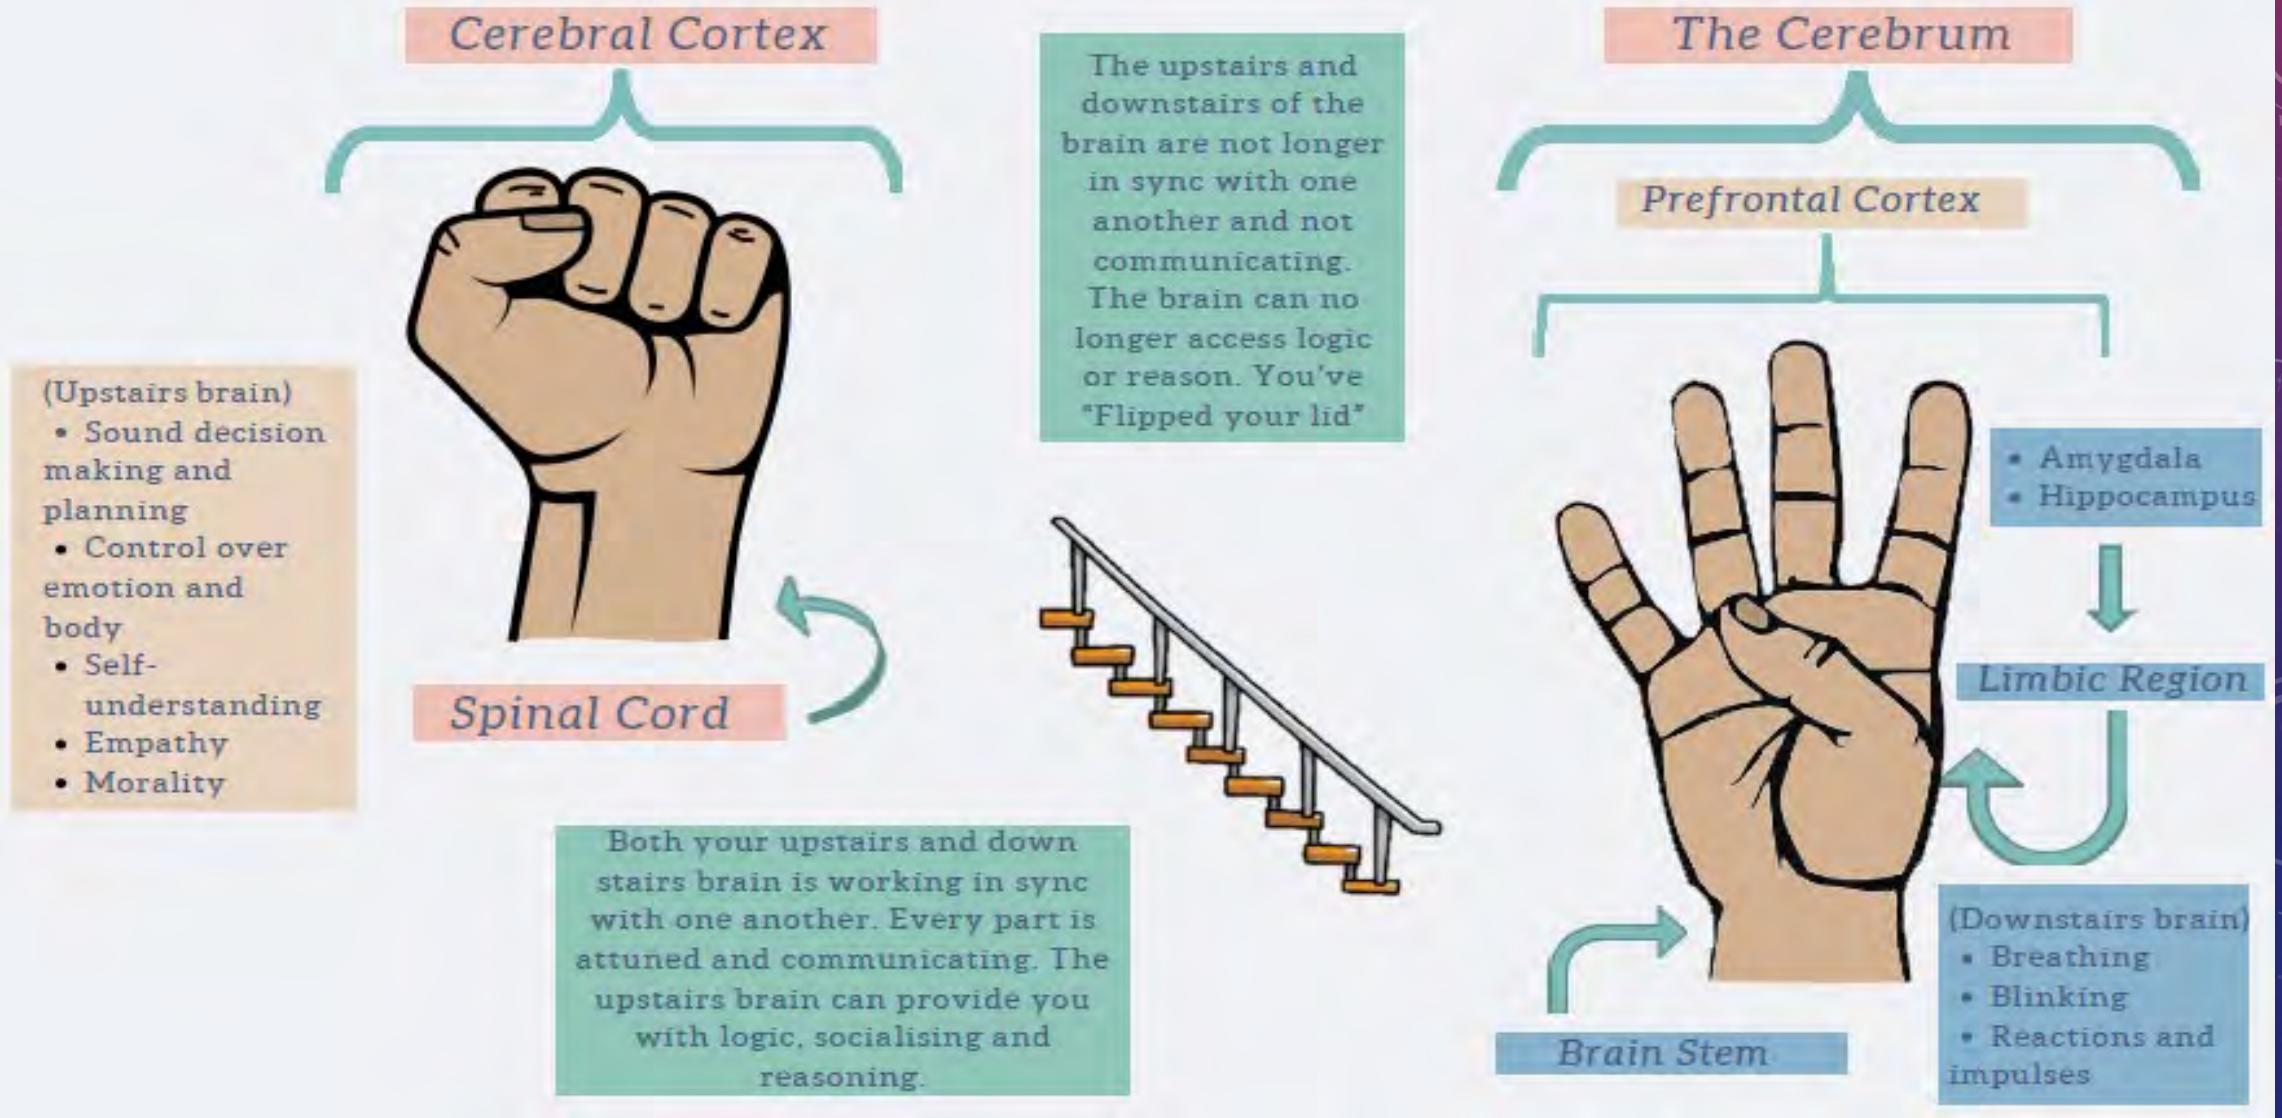 Cerebral Cortex
(Upstairs brain)
• Sound decision
making and
planning
• Control over
emotion and
body
• Self-
understanding
• Empathy
• Morality
Spinal Cord
Both your upstairs and down
stairs brain is working in sync
with one another. Every part is
attuned and communicating. The
upstairs brain can provide you
with logic, socialising and
reasoning.
The upstairs and
downstairs of the
brain are not longer
in sync with one
another and not
communicating.
The brain can no
longer access logic
or reason. You've
"Flipped your lid"
The Cerebrum
Prefrontal Cortex
• Amygdala
• Hippocampus
Limbic Region
(Downstairs brain)
• Breathing
• Blinking
• Reactions and
impulses
Brain Stem